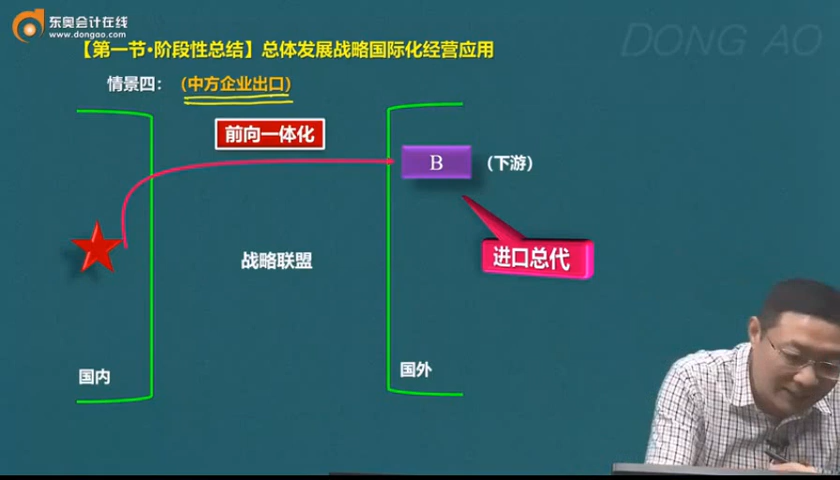 东奥会计在线
www.dongao.com
DONG AO
【第一节·阶段性总结】总体发展战略国际化经营应用
情景四：（中方企业出口）
前向一体化
B
（下游）
战略联盟
进口总代
国内
国外